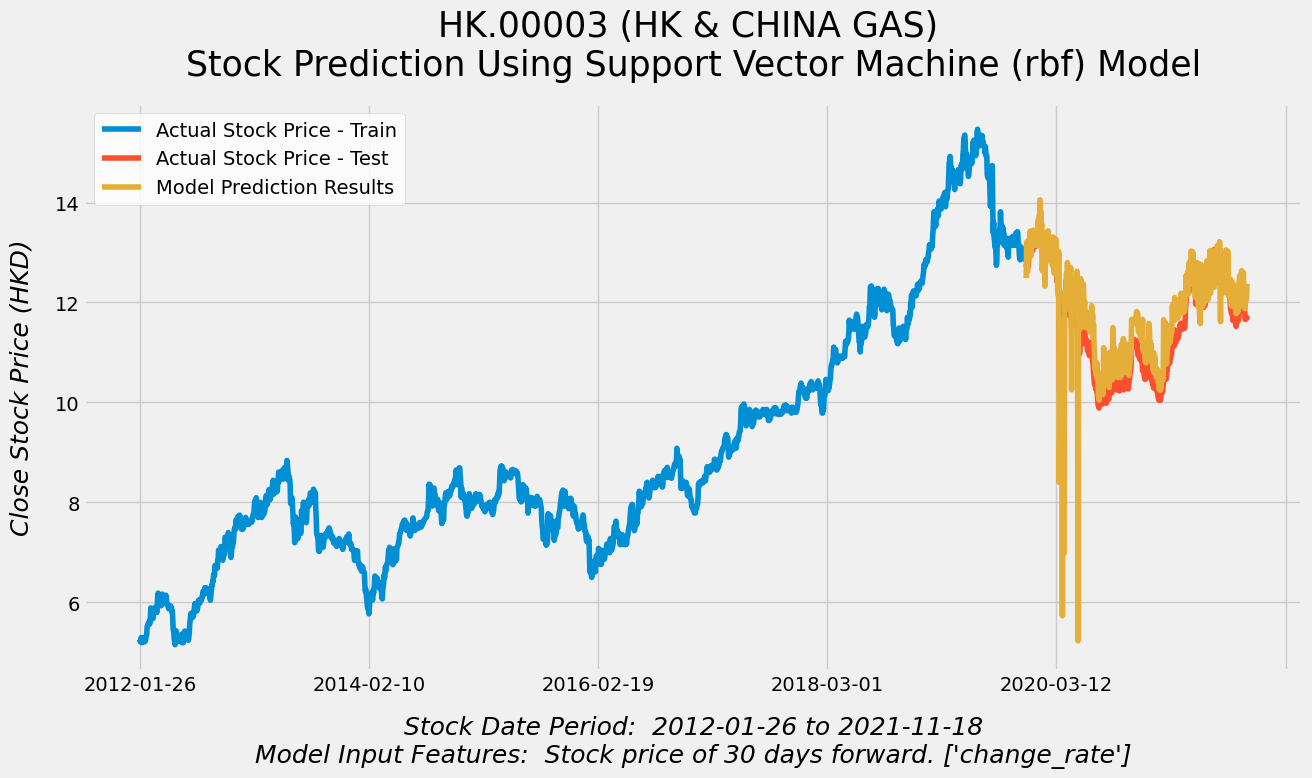 HK.00003 (HK & CHINA GAS)
Stock Prediction Using Support Vector Machine (rbf) Model
Actual Stock Price - Train
Actual Stock Price - Test
Model Prediction Results
Close Stock Price (HKD)
14
12
10
8
6
2012-01-26
2014-02-10
2016-02-19
2018-03-01
2020-03-12
Stock Date Period:  2012-01-26 to 2021-11-18
Model Input Features:  Stock price of 30 days forward. ['change_rate']